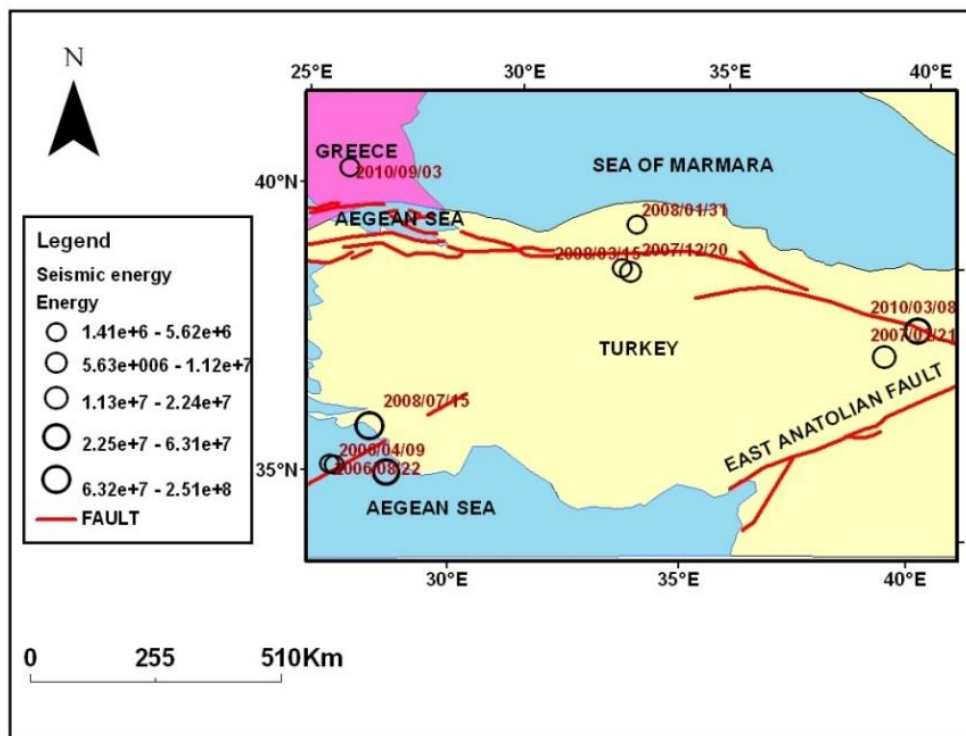 N
25°E 30°E 35°E 40°E
GREECE
2010/09/03
SEA OF MARMARA
40°N
2008/01/31
AEGEAN SEA
2008/03/15 2007/12/20
Legend
Seismic energy
Energy
1.41e+6 - 5.62e+6
5.63e+006 - 1.12e+7
1.13e+7 - 2.24e+7
2.25e+7 - 6.31e+7
6.32e+7 - 2.51e+8
FAULT
2010/03/08
2007/02/21
TURKEY
EAST ANATOLIAN FAULT
2008/07/15
2006/04/09
2006/08/22
35°N
AEGEAN SEA
30°E 35°E 40°E
0 255 510Km